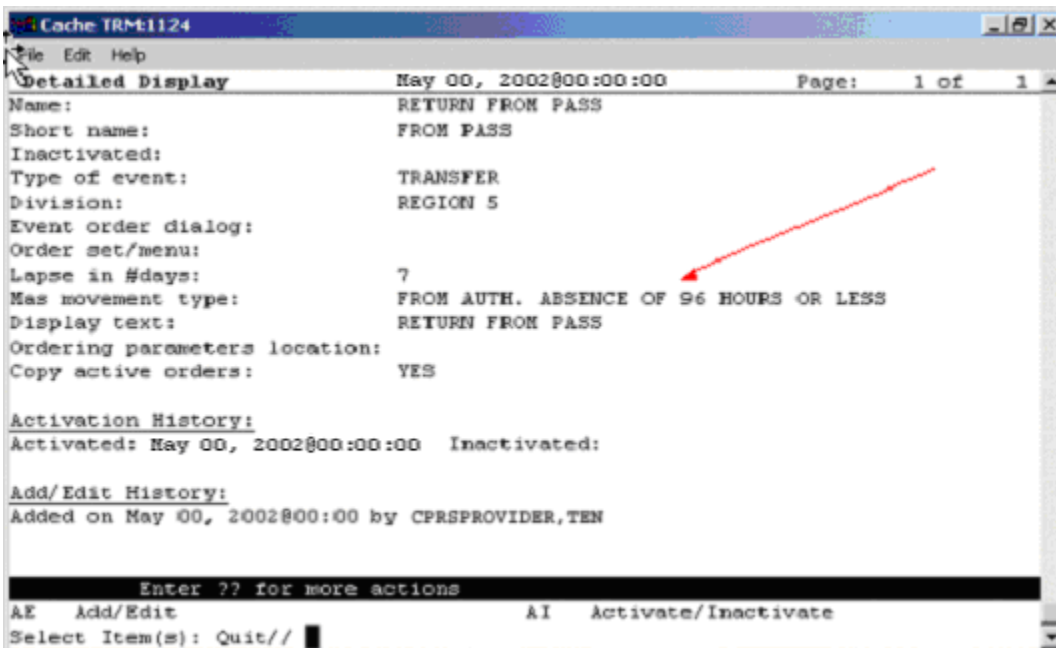 Cache TRM:1124
File Edit Help
Detailed Display May 00, 2002@00:00:00 Page: 1 of 1
Name: RETURN FROM PASS
Short name: FROM PASS
Inactivated:
Type of event: TRANSFER
Division: REGION 5
Event order dialog:
Order set/menu:
Lapse in #days: 7
Mas movement type: FROM AUTH. ABSENCE OF 96 HOURS OR LESS
Display text: RETURN FROM PASS
Ordering parameters location:
Copy active orders: YES
Activation History:
Activated: May 00, 2002@00:00:00 Inactivated:
Add/Edit History:
Added on May 00, 2002@00:00 by CPRSPROVIDER,TEN
Enter ?? for more actions
AE Add/Edit AI Activate/Inactivate
Select Item(s): Quit//